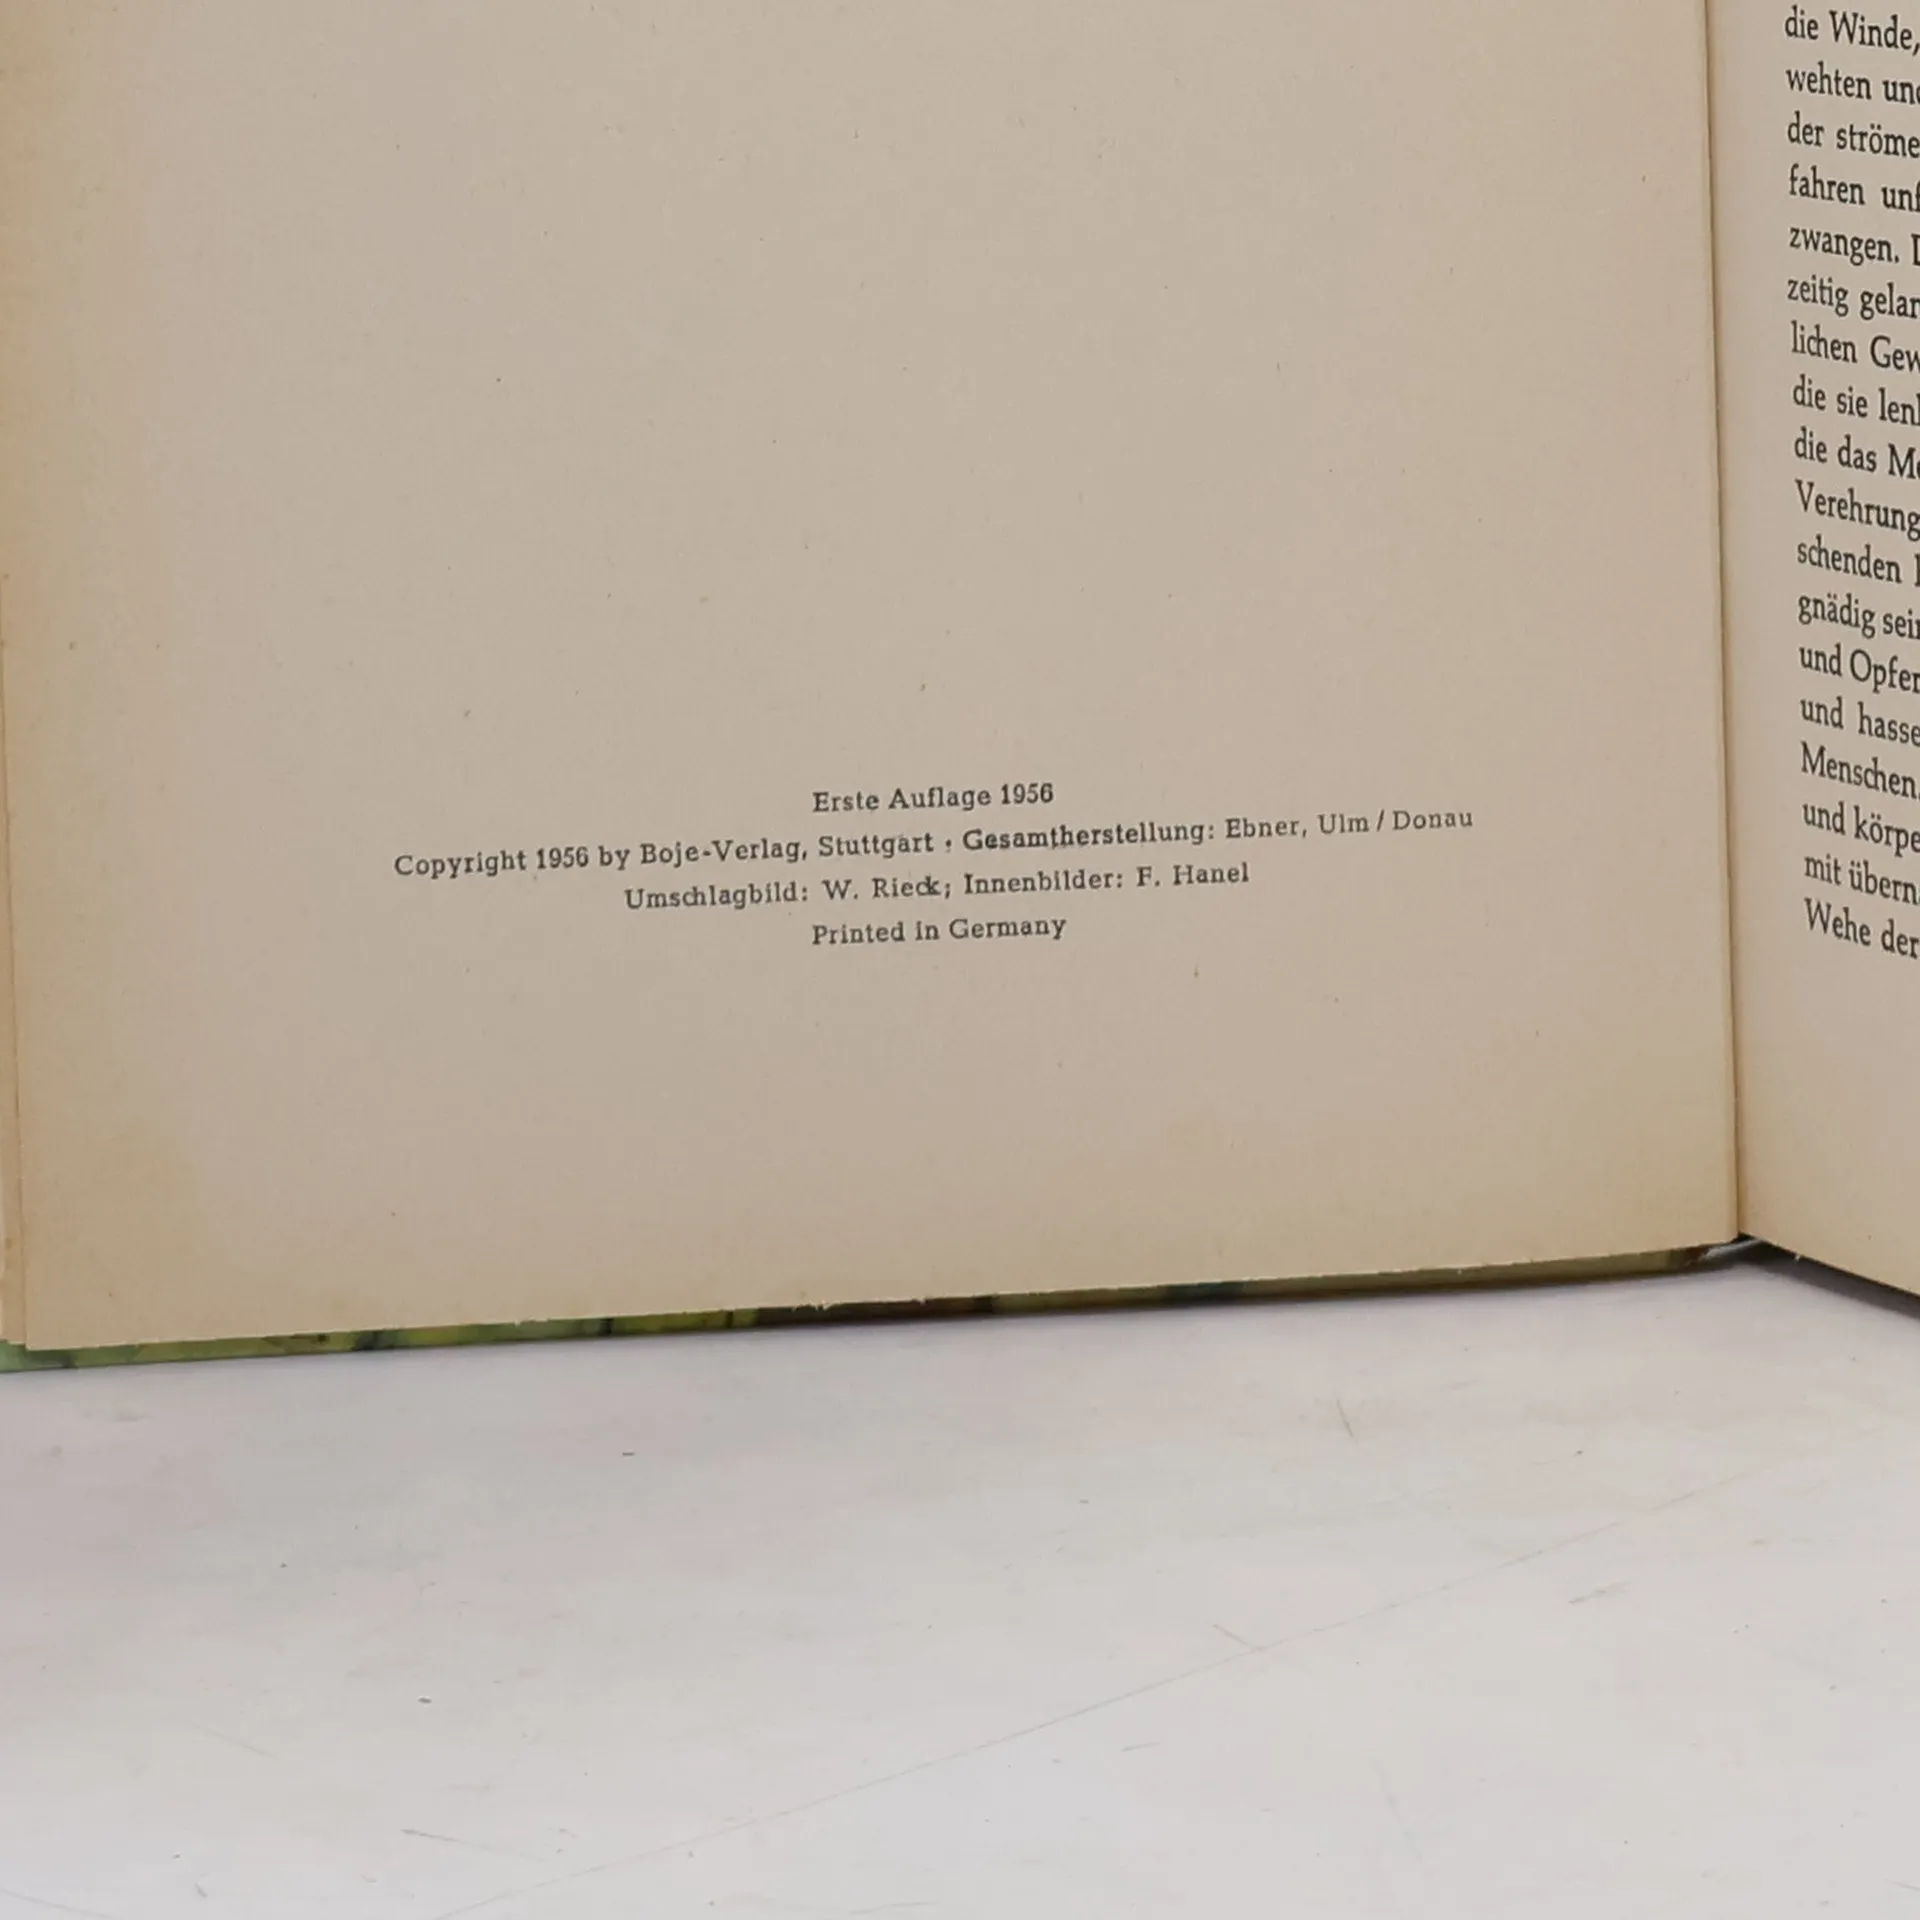 Erste Auflage 1956
Copyright 1956 by Boje-Verlag, Stuttgart · Gesamtherstellung: Ebner, Ulm / Donau
Umschlagbild: W. Rieck; Innenbilder: F. Hanel
Printed in Germany
die Winde,
wehten
der
fahren
zwangen.
zeitig
lichen
die sie
die das
Verehrung
schenden
gnädig
und
und
Menschen,
und
mit
Wehe der